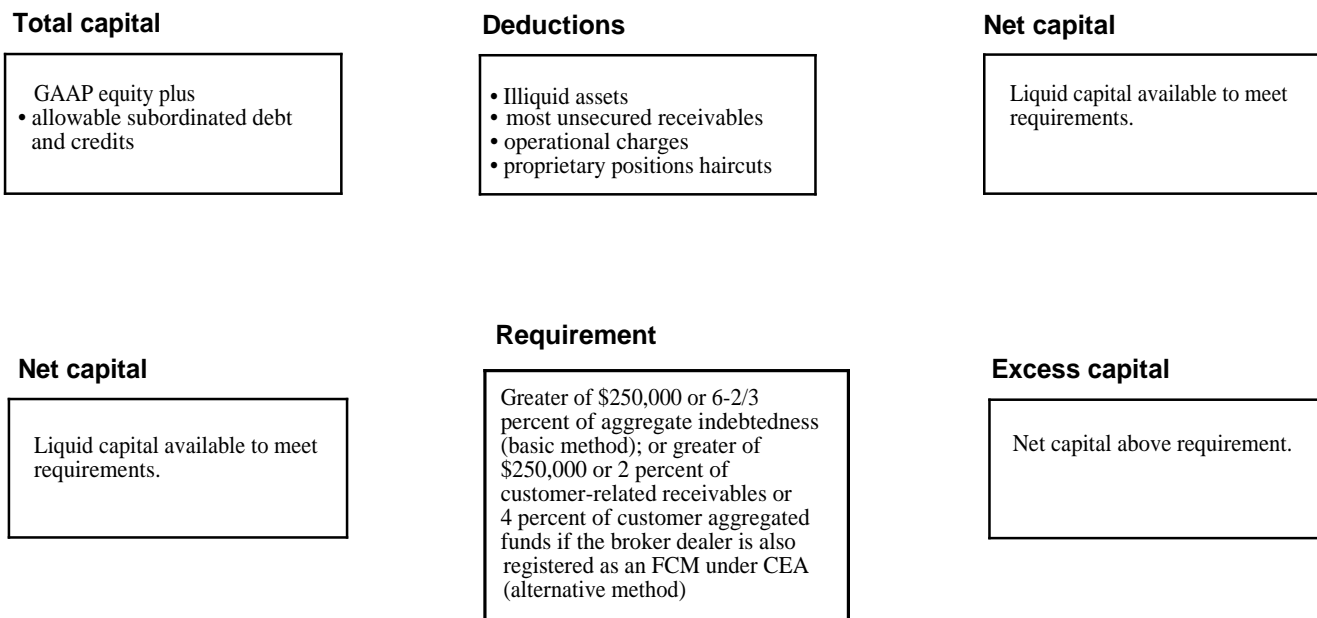 Total capital
GAAP equity plus
• allowable subordinated debt
and credits
Deductions
• Illiquid assets
• most unsecured receivables
• operational charges
• proprietary positions haircuts
Net capital
Liquid capital available to meet
requirements.
Net capital
Liquid capital available to meet
requirements.
Requirement
Greater of $250,000 or 6-2/3
percent of aggregate indebtedness
(basic method); or greater of
$250,000 or 2 percent of
customer-related receivables or
4 percent of customer aggregated
funds if the broker dealer is also
registered as an FCM under CEA
(alternative method)
Excess capital
Net capital above requirement.